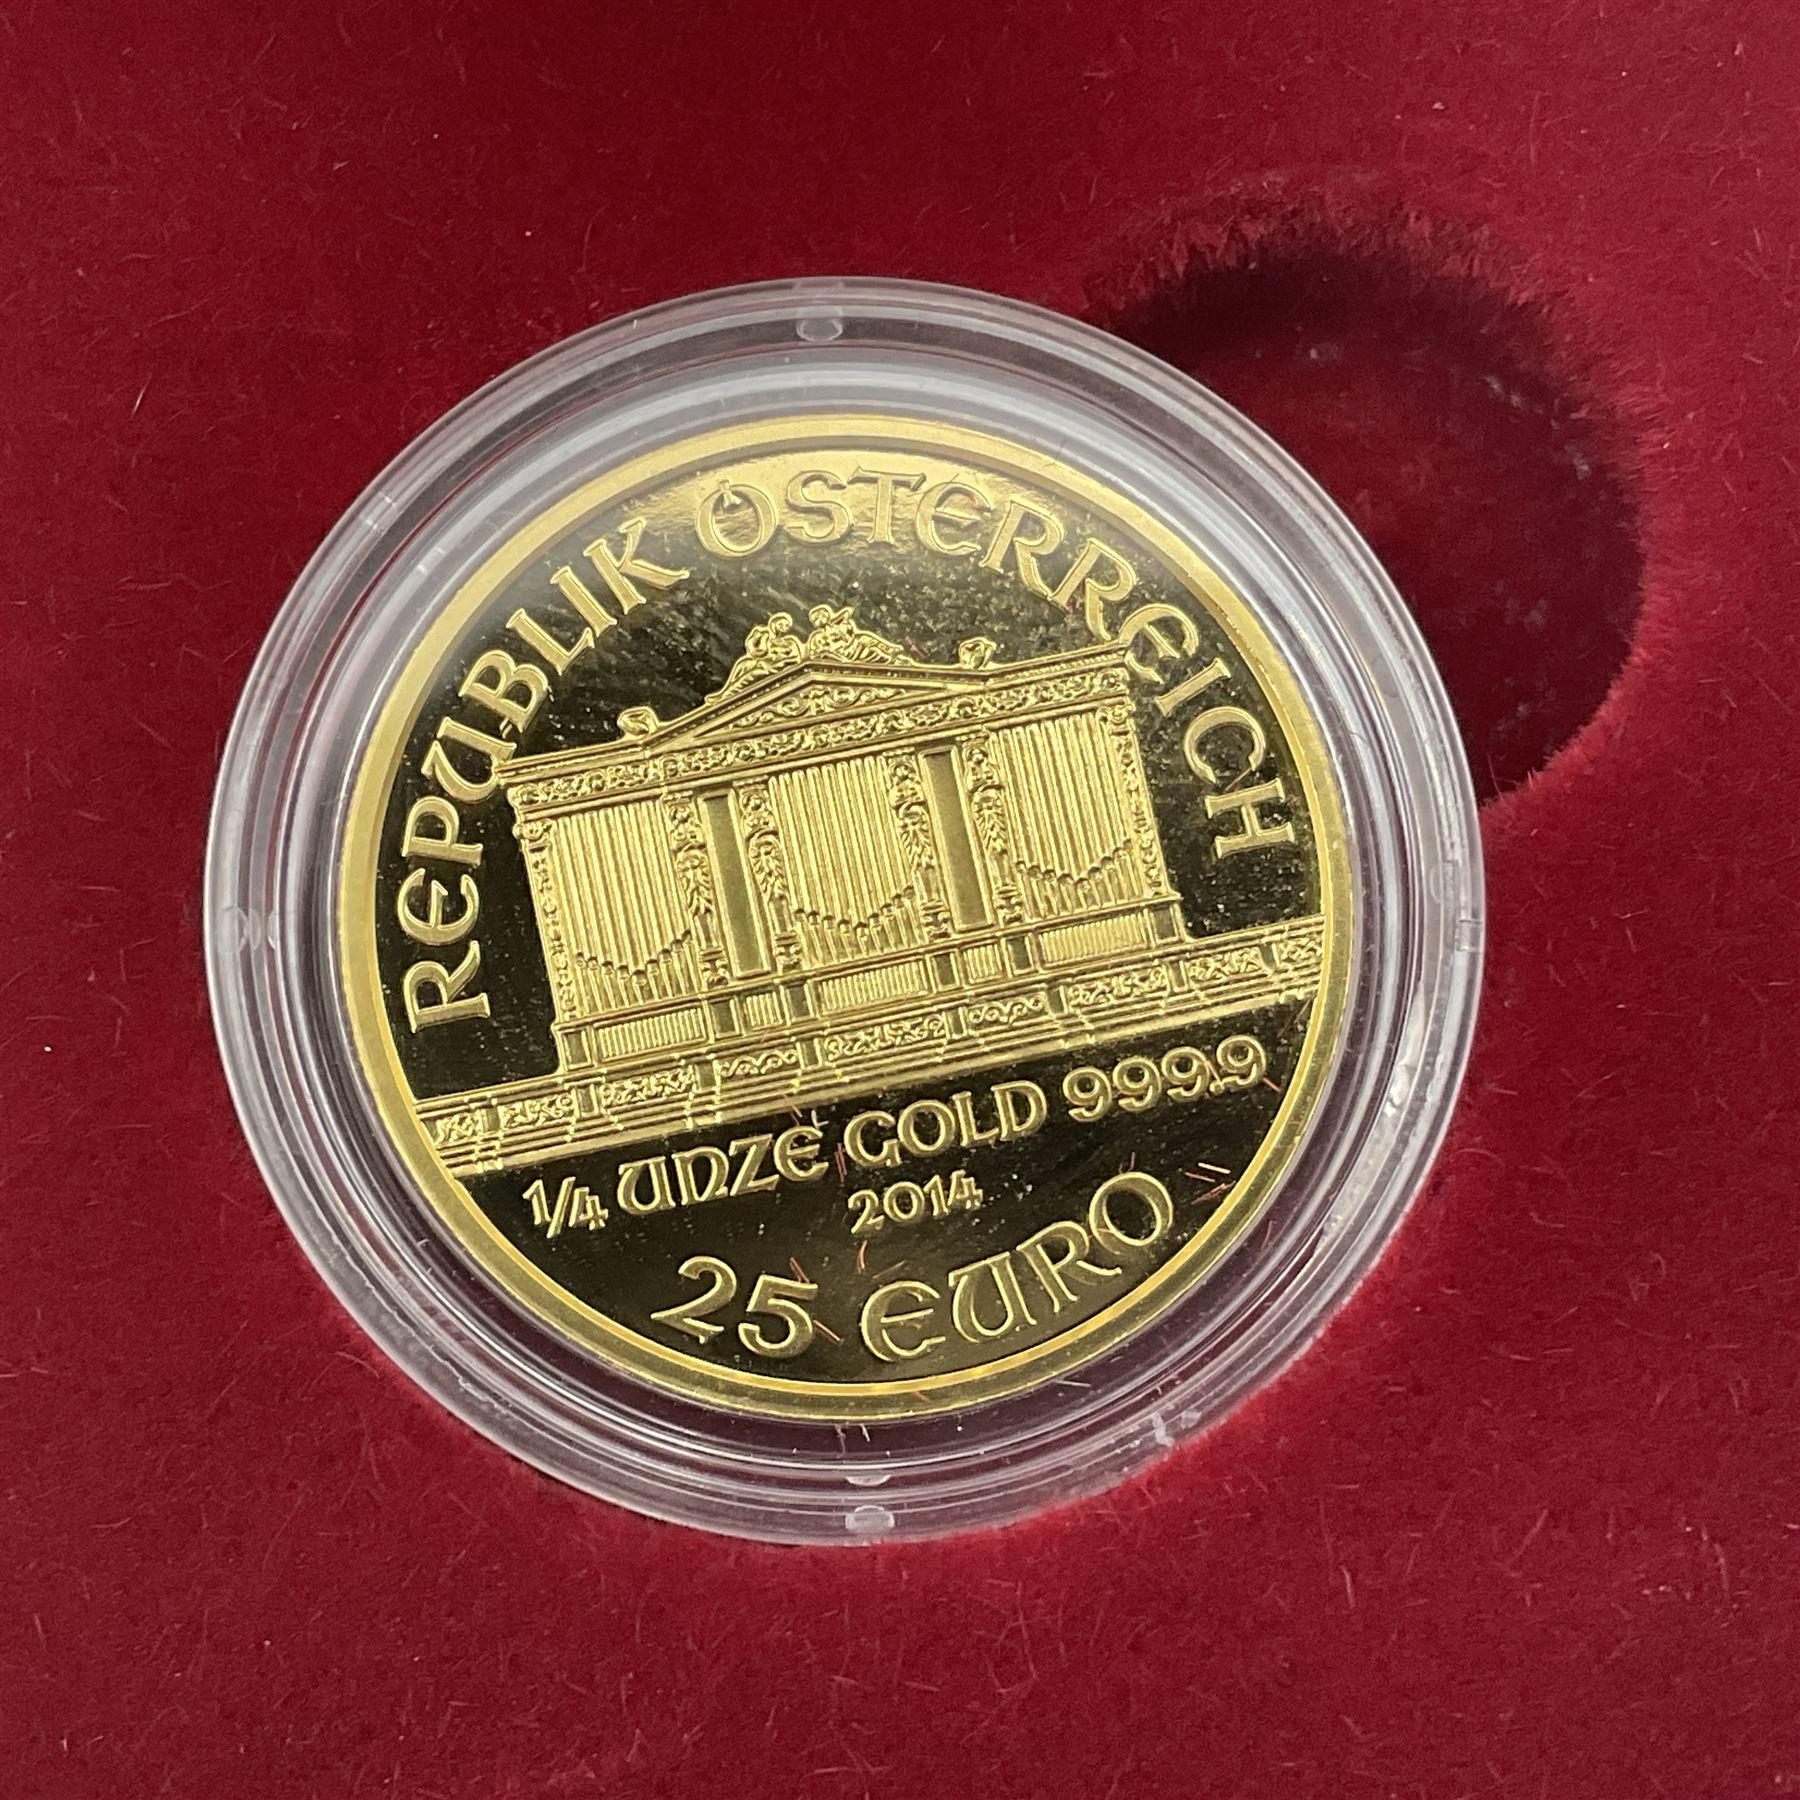 REPUBLIK ÖSTERREICH
1/4 UNZE GOLD 999.9
2014
25 EURO